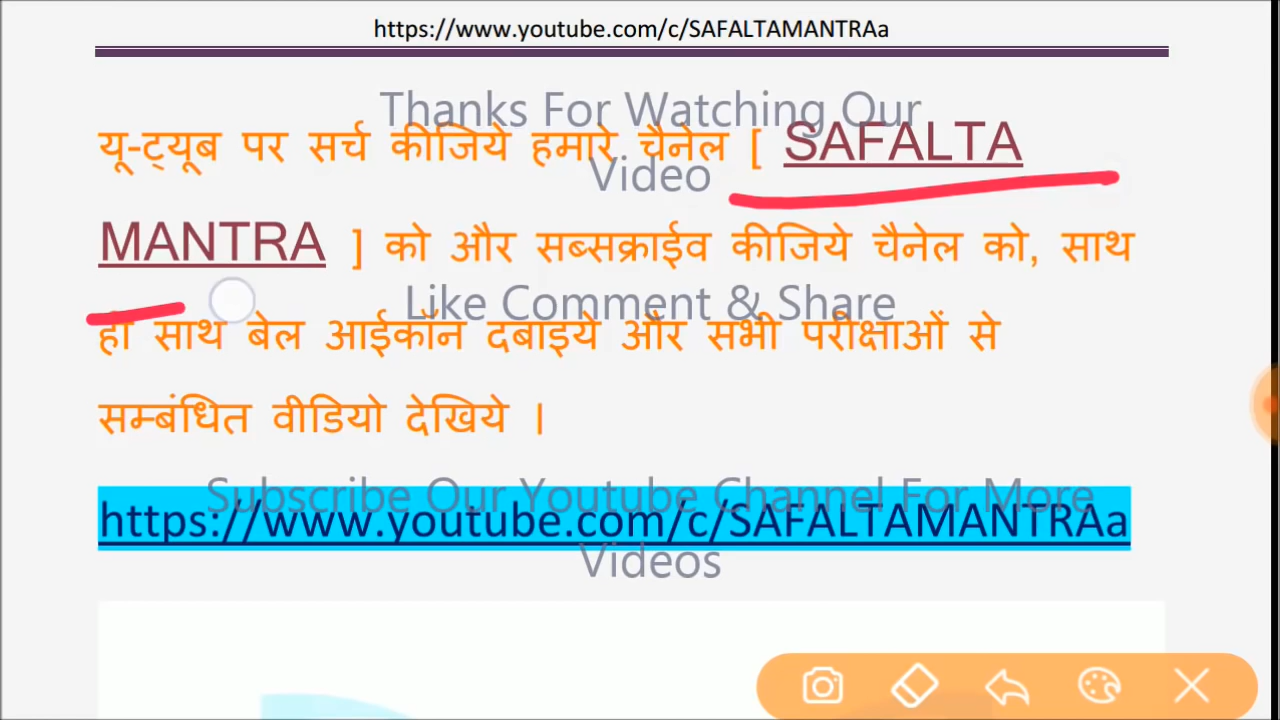 https://www.youtube.com/c/SAFALTAMANTRAa
Thanks For Watching Our
यू-ट्यूब पर सर्च कीजिये हमारे चैनेल [ SAFALTA
Video
MANTRA ] को और सब्सक्राईव कीजिये चैनेल को, साथ
Like Comment & Share
ही साथ बेल आईकॉन दबाइये और सभी परीक्षाओं से
सम्बंधित वीडियो देखिये ।
Subscribe Our Youtube Channel For More
https://www.youtube.com/c/SAFALTAMANTRAa
Videos